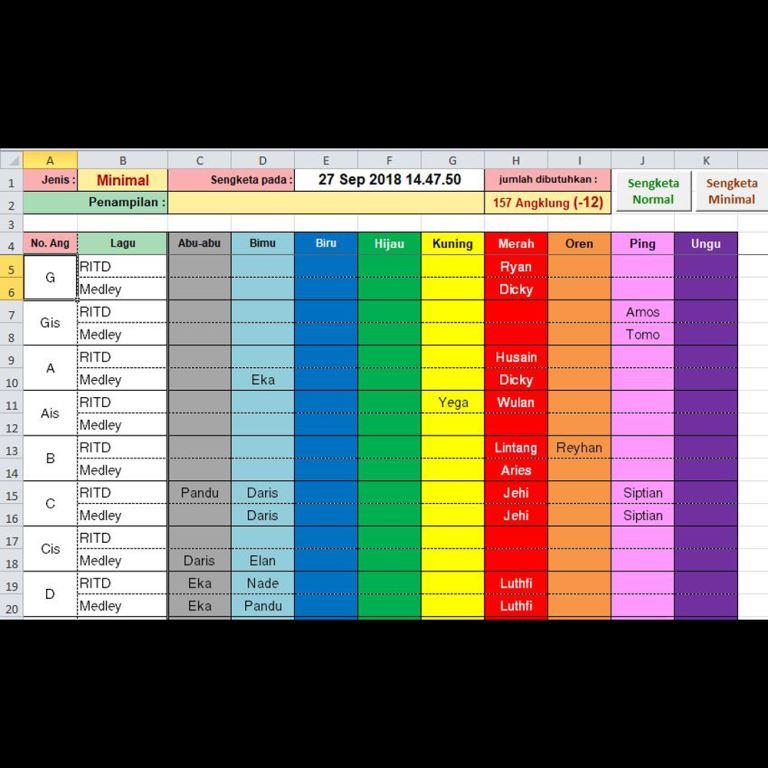 A B C D E F G H I J K
1 Jenis : Minimal Sengketa pada : 27 Sep 2018 14.47.50 jumlah dibutuhkan : Sengketa Normal Sengketa Minimal
2 Penampilan : 157 Angklung (-12)
3
4 No. Ang Lagu Abu-abu Bimu Biru Hijau Kuning Merah Oren Ping Ungu
5 G RITD Ryan
6 Medley Dicky
7 Gis RITD Amos
8 Medley Tomo
9 A RITD Husain
10 Medley Eka Dicky
11 Ais RITD Yega Wulan
12 Medley
13 B RITD Lintang Reyhan
14 Medley Aries
15 C RITD Pandu Daris Jehi Siptian
16 Medley Daris Jehi Siptian
17 Cis RITD
18 Medley Daris Elan
19 D RITD Eka Nade Luthfi
20 Medley Eka Pandu Luthfi